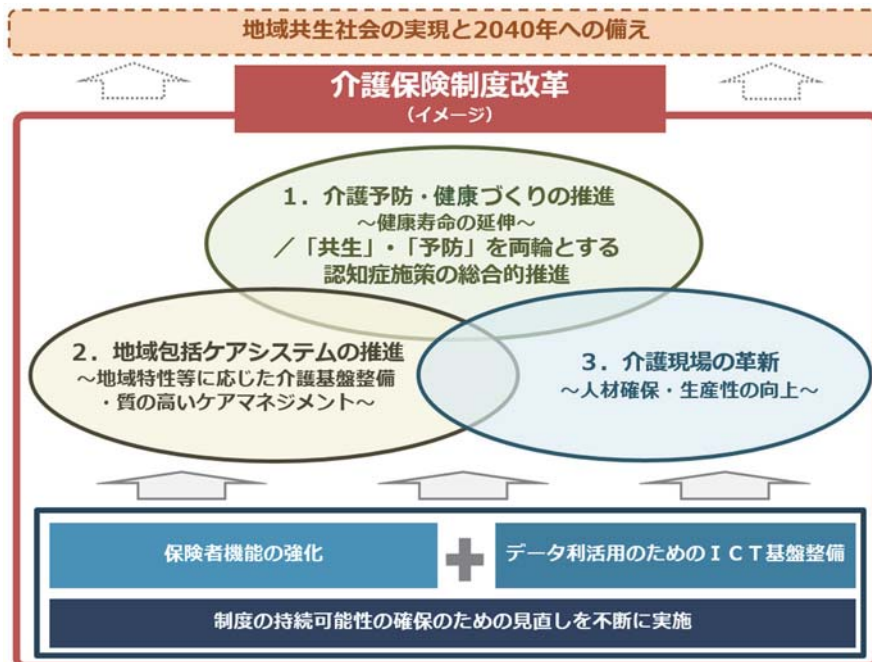 地域共生社会の実現と2040年への備え
介護保険制度改革
（イメージ）
１．介護予防・健康づくりの推進
～健康寿命の延伸～
／「共生」・「予防」を両輪とする
認知症施策の総合的推進
２．地域包括ケアシステムの推進
～地域特性等に応じた介護基盤整備
・質の高いケアマネジメント～
３．介護現場の革新
～人材確保・生産性の向上～
保険者機能の強化
データ利活用のためのＩＣＴ基盤整備
制度の持続可能性の確保のための見直しを不断に実施